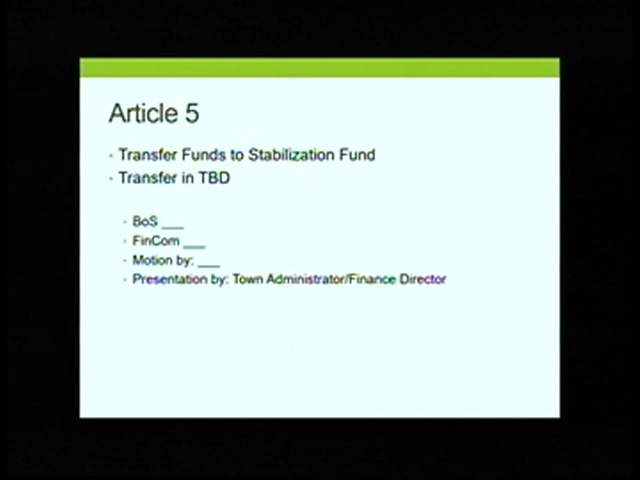 Article 5
Transfer Funds to Stabilization Fund
Transfer in TBD
BoS ___
FinCom ___
Motion by: ___
Presentation by: Town Administrator/Finance Director